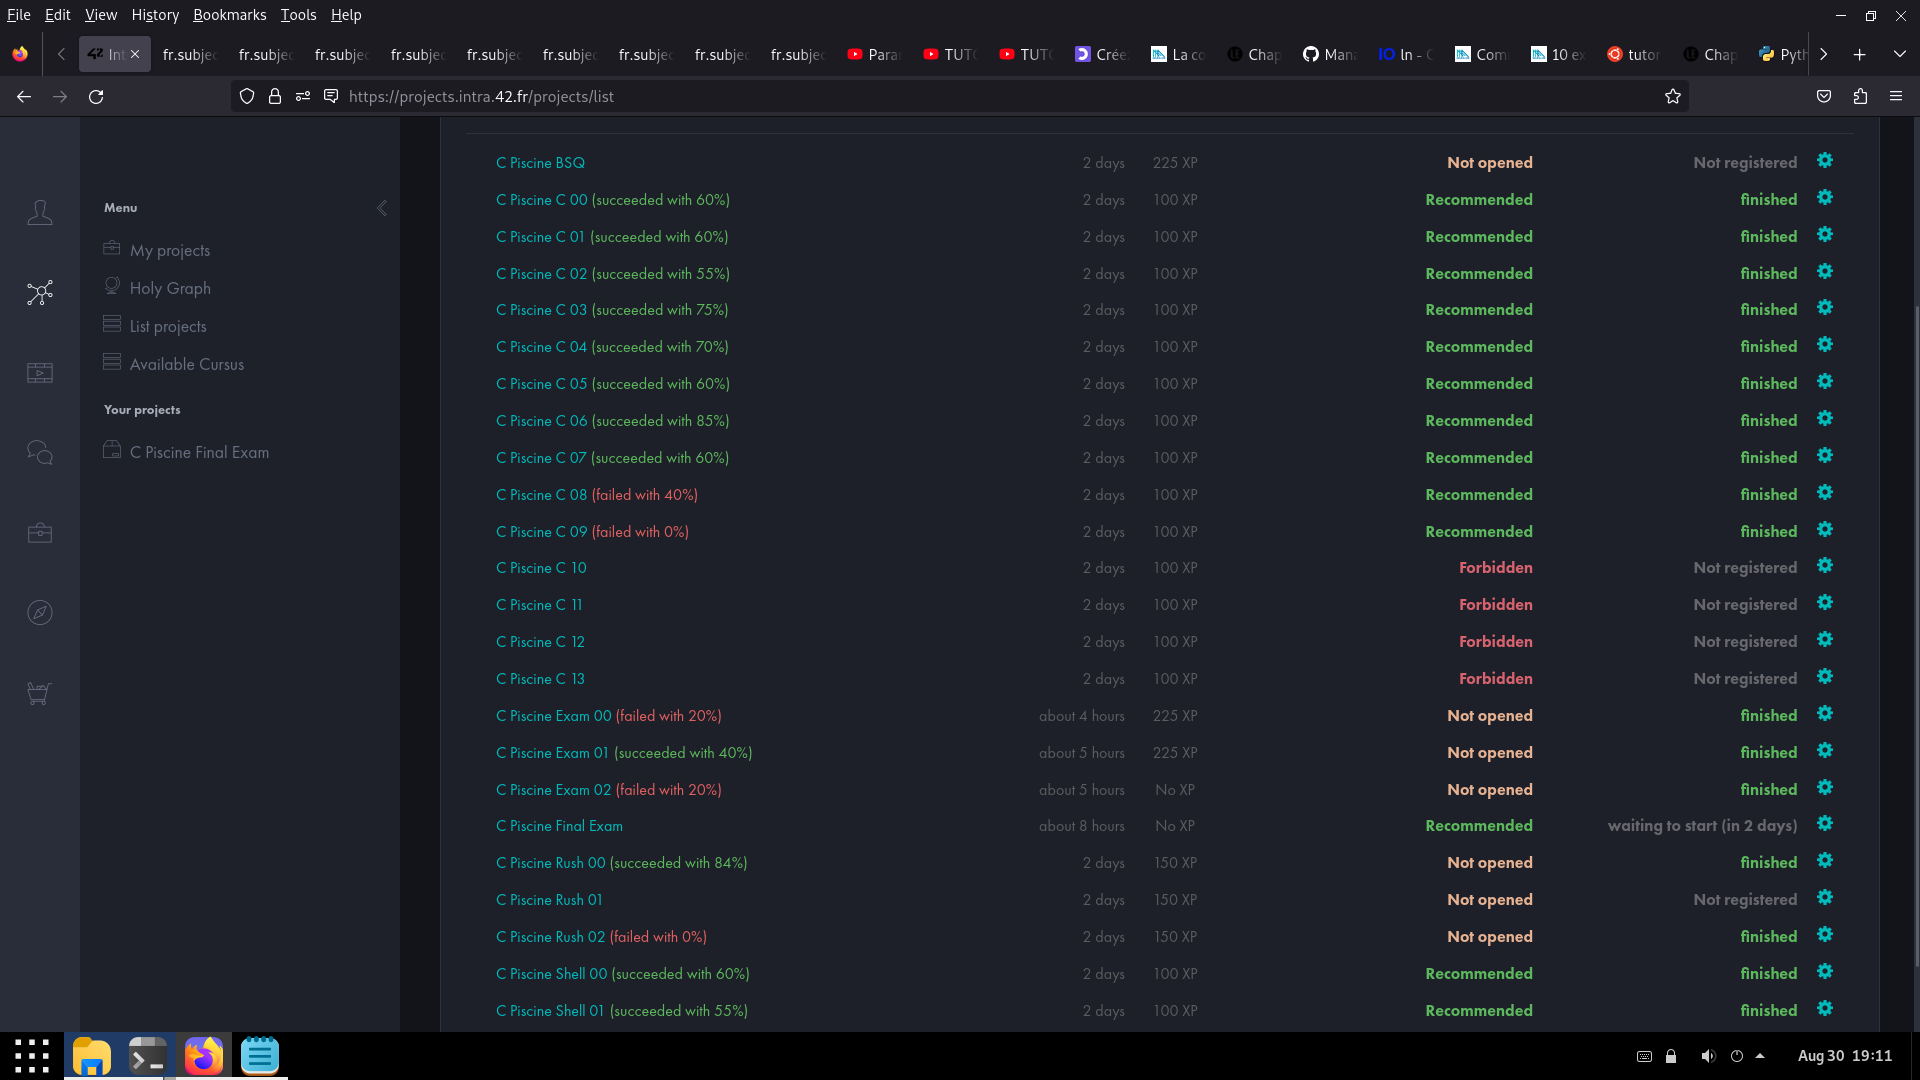 File Edit View History Bookmarks Tools Help
42 Int fr.subjec fr.subjec fr.subjec fr.subjec fr.subjec fr.subjec fr.subjec fr.subjec fr.subjec Para TUTO TUTO Crée La co Chap Mana IO ln - C Com 10 ex tutor Chap Pyth
https://projects.intra.42.fr/projects/list
C Piscine BSQ 2 days 225 XP Not opened Not registered
C Piscine C 00 (succeeded with 60%) 2 days 100 XP Recommended finished
Menu
C Piscine C 01 (succeeded with 60%) 2 days 100 XP Recommended finished
My projects
C Piscine C 02 (succeeded with 55%) 2 days 100 XP Recommended finished
Holy Graph
C Piscine C 03 (succeeded with 75%) 2 days 100 XP Recommended finished
List projects
C Piscine C 04 (succeeded with 70%) 2 days 100 XP Recommended finished
Available Cursus
C Piscine C 05 (succeeded with 60%) 2 days 100 XP Recommended finished
Your projects
C Piscine C 06 (succeeded with 85%) 2 days 100 XP Recommended finished
C Piscine Final Exam
C Piscine C 07 (succeeded with 60%) 2 days 100 XP Recommended finished
C Piscine C 08 (failed with 40%) 2 days 100 XP Recommended finished
C Piscine C 09 (failed with 0%) 2 days 100 XP Recommended finished
C Piscine C 10 2 days 100 XP Forbidden Not registered
C Piscine C 11 2 days 100 XP Forbidden Not registered
C Piscine C 12 2 days 100 XP Forbidden Not registered
C Piscine C 13 2 days 100 XP Forbidden Not registered
C Piscine Exam 00 (failed with 20%) about 4 hours 225 XP Not opened finished
C Piscine Exam 01 (succeeded with 40%) about 5 hours 225 XP Not opened finished
C Piscine Exam 02 (failed with 20%) about 5 hours No XP Not opened finished
C Piscine Final Exam about 8 hours No XP Recommended waiting to start (in 2 days)
C Piscine Rush 00 (succeeded with 84%) 2 days 150 XP Not opened finished
C Piscine Rush 01 2 days 150 XP Not opened Not registered
C Piscine Rush 02 (failed with 0%) 2 days 150 XP Not opened finished
C Piscine Shell 00 (succeeded with 60%) 2 days 100 XP Recommended finished
C Piscine Shell 01 (succeeded with 55%) 2 days 100 XP Recommended finished
Aug 30 19:11